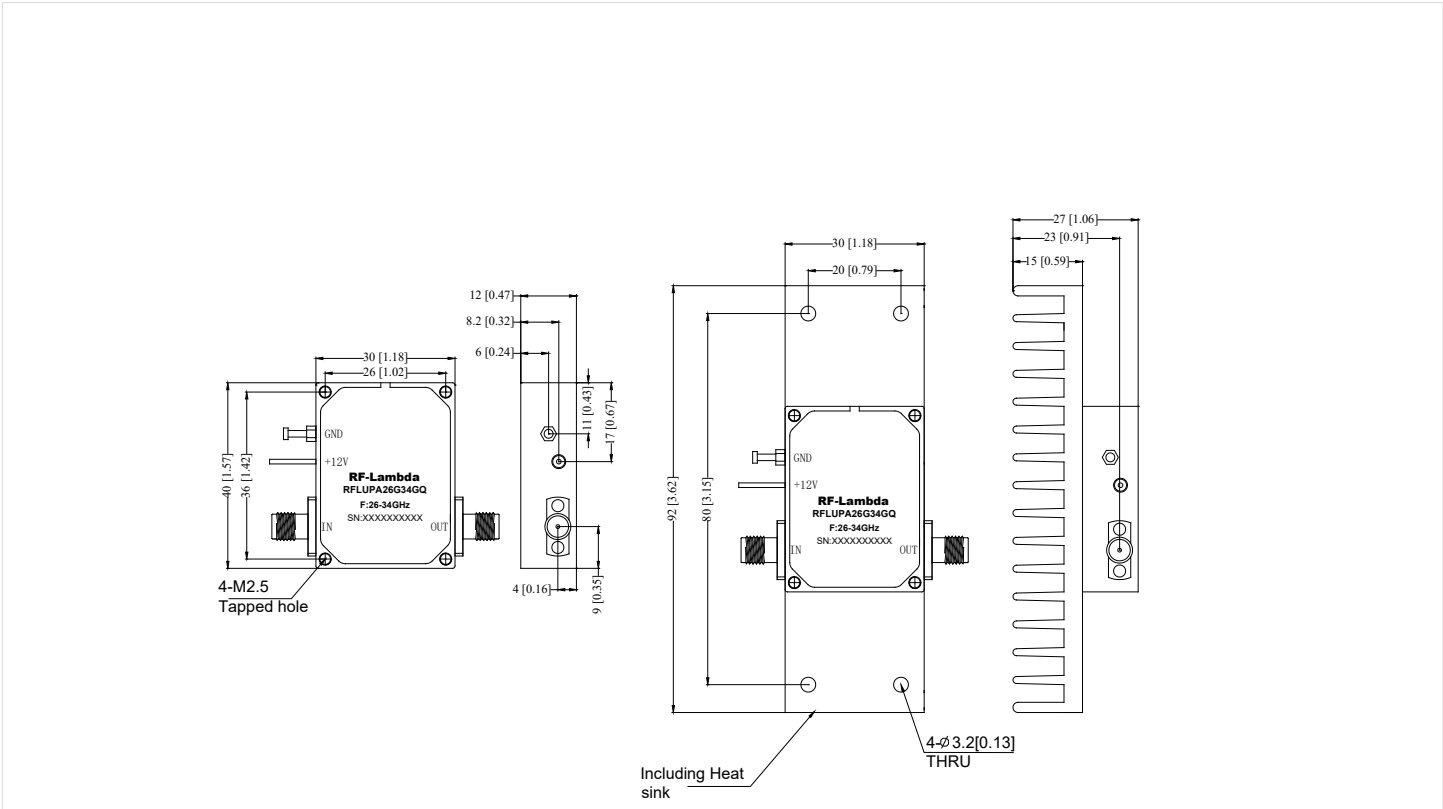 30 [1.18]
26 [1.02]
40 [1.57]
36 [1.42]
GND
+12V
RF-Lambda
RFLUPA26G34GQ
F:26-34GHz
SN:XXXXXXXXXX
IN
OUT
4-M2.5
Tapped hole
12 [0.47]
8.2 [0.32]
6 [0.24]
11 [0.43]
17 [0.67]
4 [0.16]
9 [0.35]
30 [1.18]
20 [0.79]
92 [3.62]
80 [3.15]
GND
+12V
RF-Lambda
RFLUPA26G34GQ
F:26-34GHz
SN:XXXXXXXXXX
IN
OUT
Including Heat
sink
4-Ø3.2[0.13]
THRU
27 [1.06]
23 [0.91]
15 [0.59]